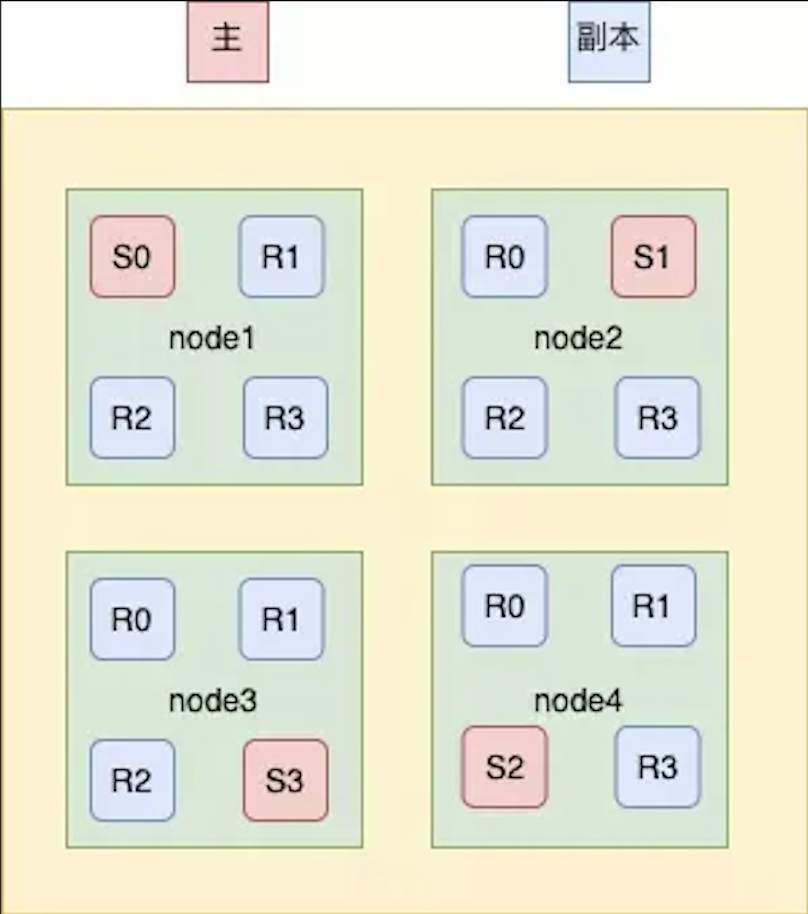 主
副本
S0
R1
node1
R2
R3
R0
S1
node2
R2
R3
R0
R1
node3
R2
S3
R0
R1
node4
S2
R3